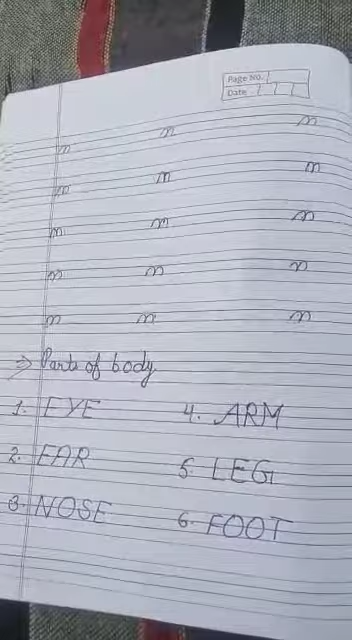 Page No.
Date
m m m
m m m
m m m
m m m
m m m
⇒ Parts of body
1. EYE 4. ARM
2. EAR 5. LEG
3. NOSE 6. FOOT